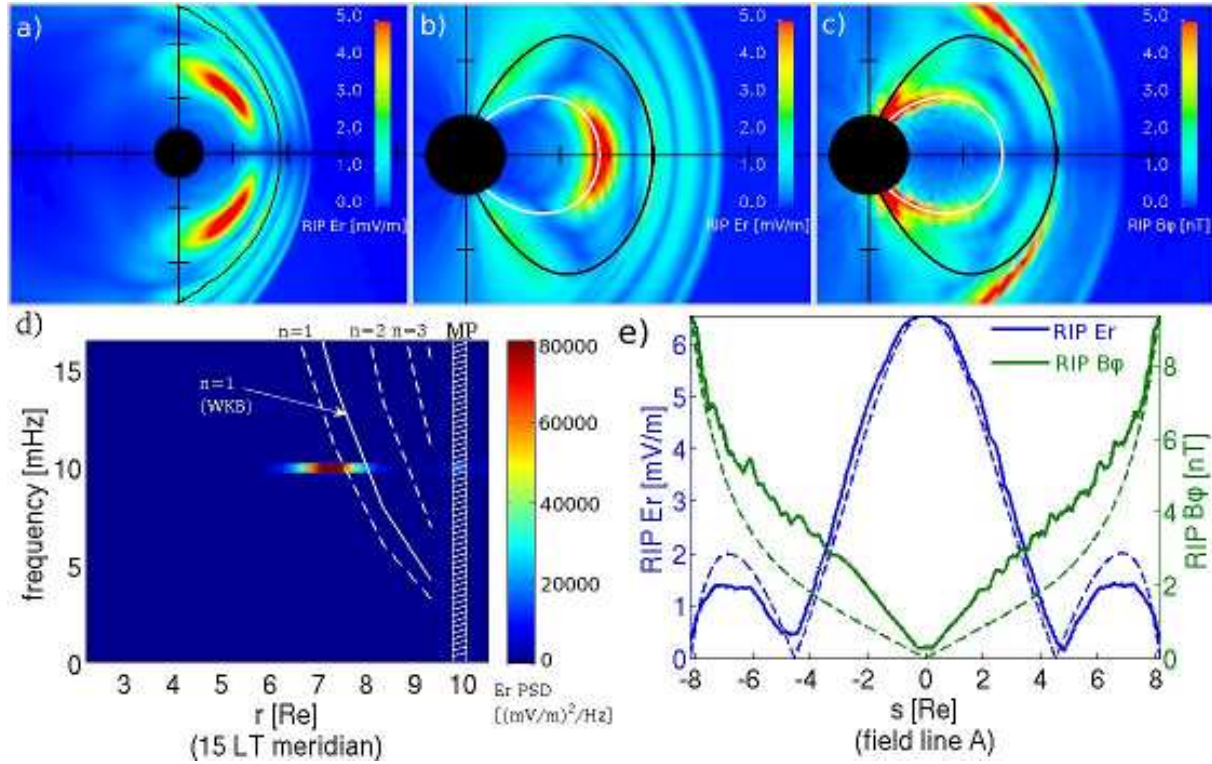 a)
5.0
4.0
3.0
2.0
1.0
0.0
RIP Er [mV/m]
b)
5.0
4.0
3.0
2.0
1.0
0.0
RIP Er [mV/m]
c)
5.0
4.0
3.0
2.0
1.0
0.0
RIP Bφ [nT]
d)
n=1 n=2 n=3 MP
n=1
(WKB)
frequency [mHz]
15
10
5
0
3 4 5 6 7 8 9 10
r [Re]
(15 LT meridian)
80000
60000
40000
20000
0
Er PSD
[(mV/m)²/Hz]
e)
RIP Er
RIP Bφ
RIP Er [mV/m]
6
5
4
3
2
1
0
-8 -6 -4 -2 0 2 4 6 8
s [Re]
(field line A)
8
6
4
2
0
RIP Bφ [nT]